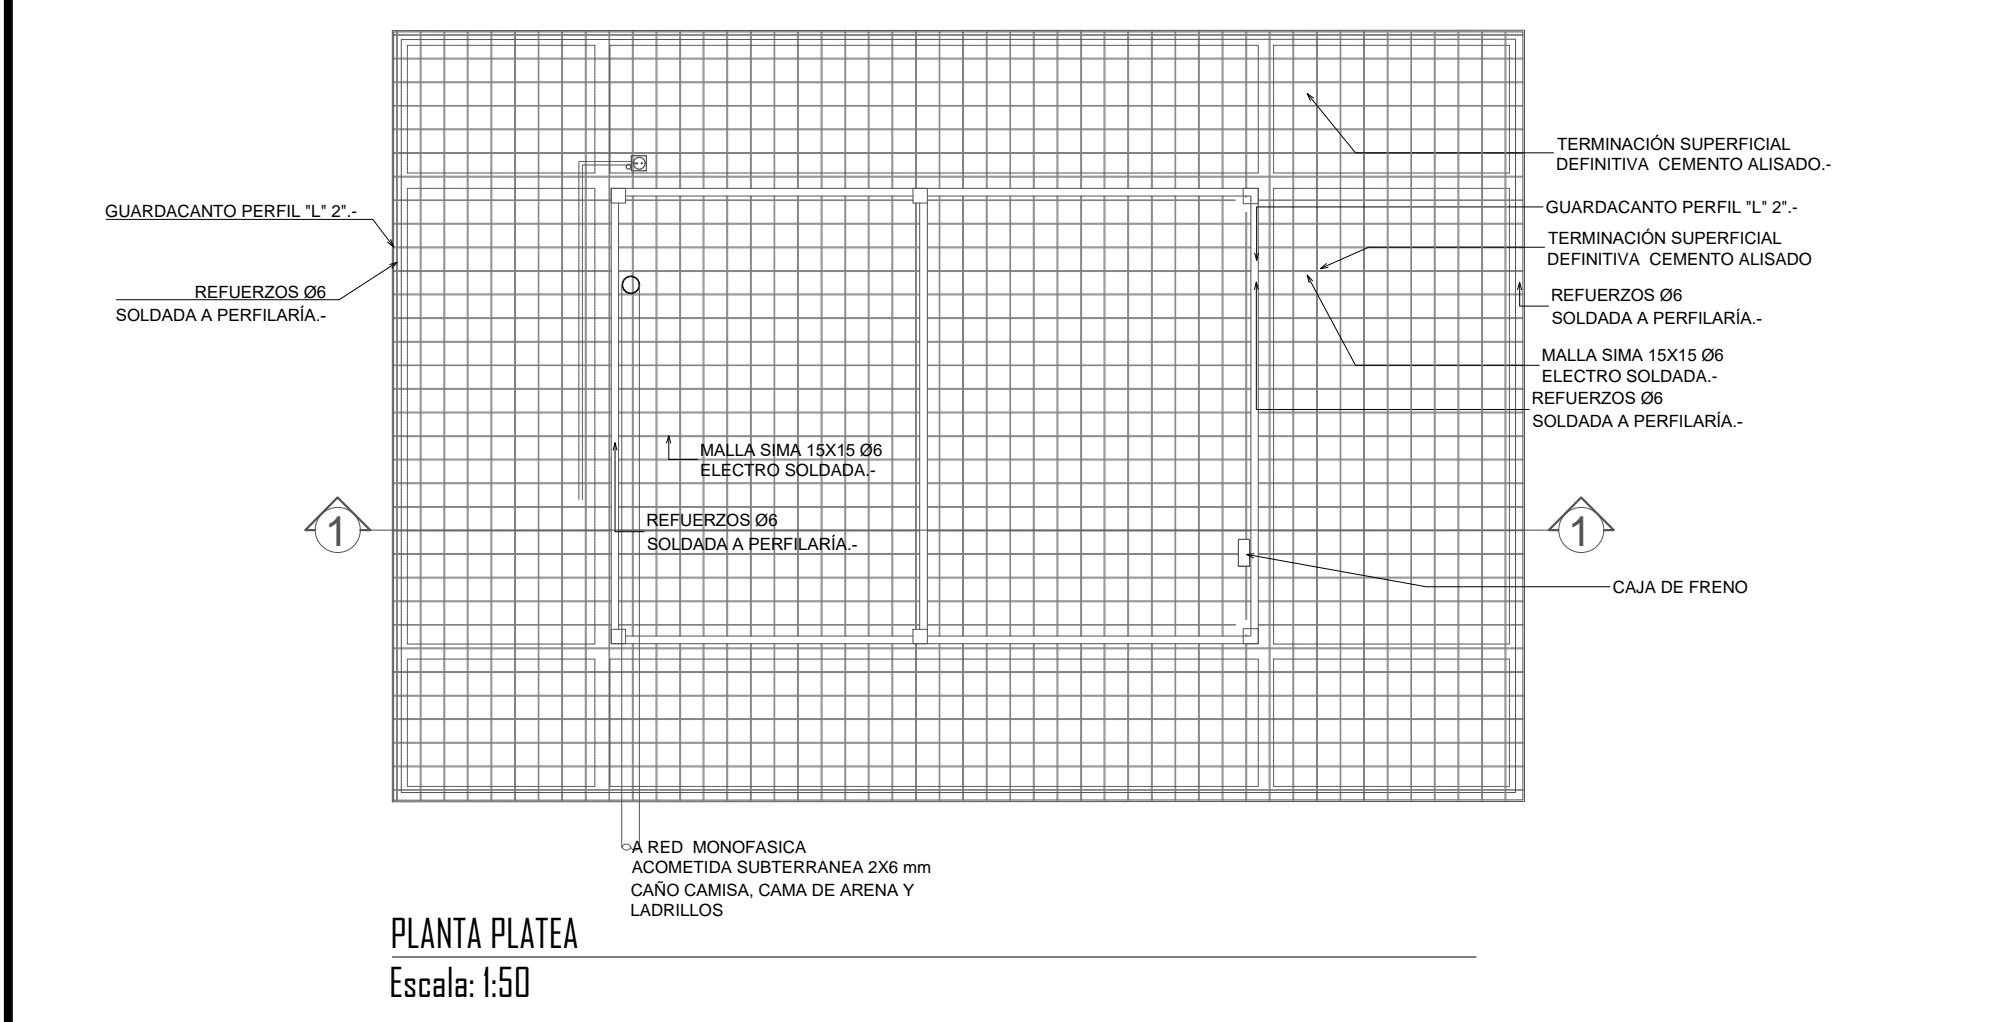 TERMINACIÓN SUPERFICIAL
DEFINITIVA CEMENTO ALISADO.-
GUARDACANTO PERFIL "L" 2".-
GUARDACANTO PERFIL "L" 2".-
TERMINACIÓN SUPERFICIAL
DEFINITIVA CEMENTO ALISADO
REFUERZOS Ø6
SOLDADA A PERFILARÍA.-
REFUERZOS Ø6
SOLDADA A PERFILARÍA.-
MALLA SIMA 15X15 Ø6
ELECTRO SOLDADA.-
REFUERZOS Ø6
SOLDADA A PERFILARÍA.-
MALLA SIMA 15X15 Ø6
ELECTRO SOLDADA.-
REFUERZOS Ø6
SOLDADA A PERFILARÍA.-
1
1
CAJA DE FRENO
A RED MONOFASICA
ACOMETIDA SUBTERRANEA 2X6 mm
CAÑO CAMISA, CAMA DE ARENA Y
LADRILLOS
PLANTA PLATEA
Escala: 1:50